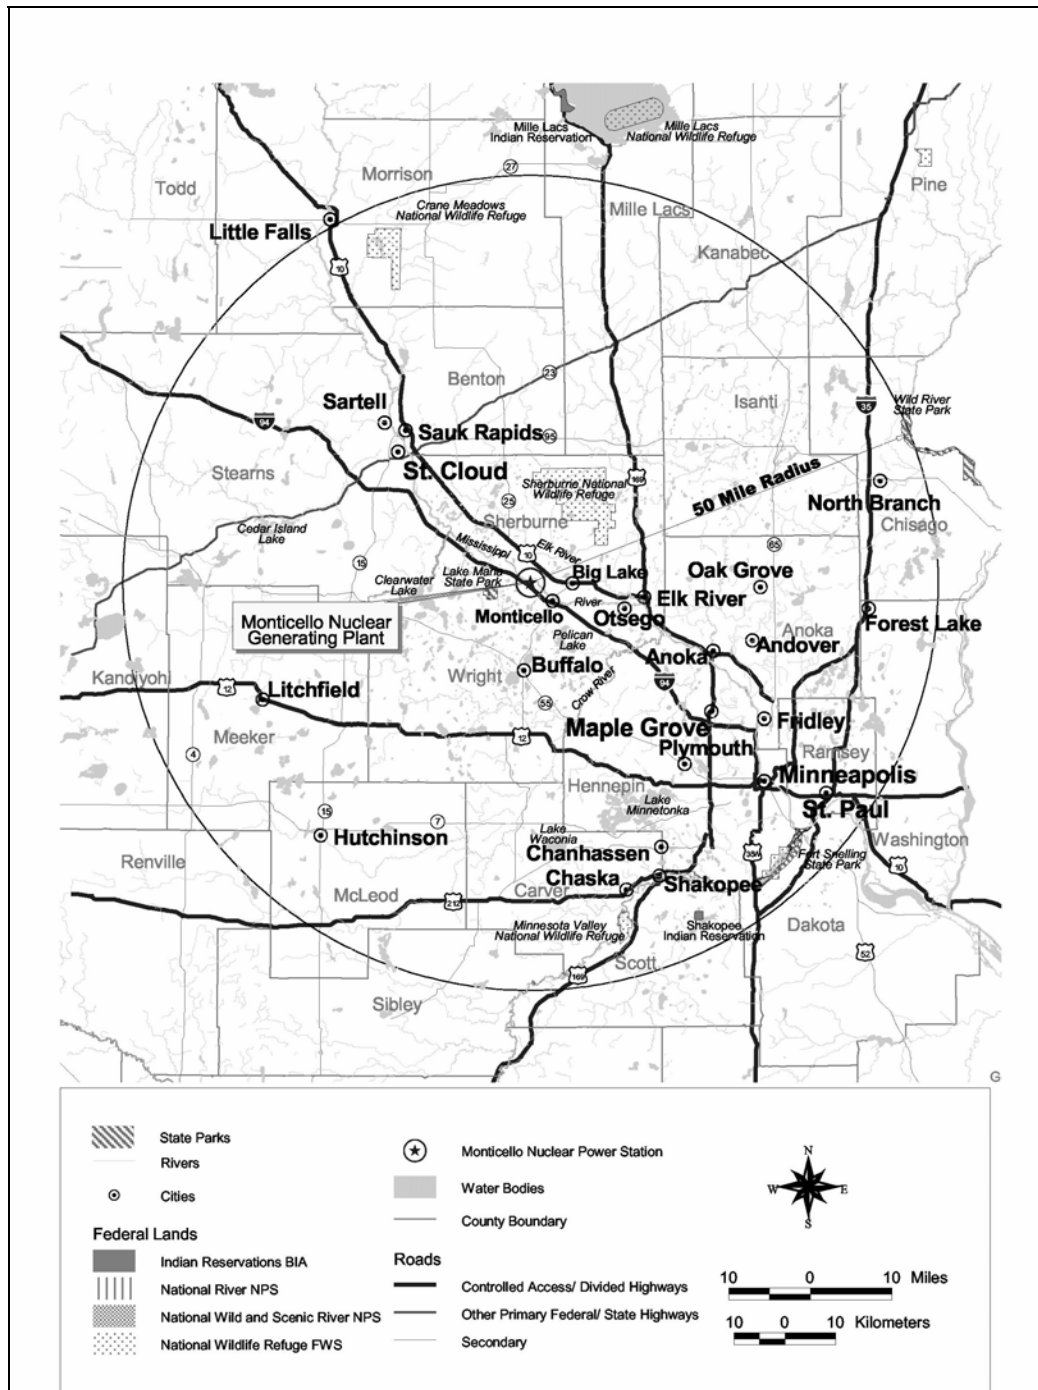 Mille Lacs
Indian Reservation
Mille Lacs
National Wildlife Refuge
27
Morrison
Todd
Pine
Crane Meadows
National Wildlife Refuge
Mille Lacs
Little Falls
Kanabec
10
Benton
23
Sartell
Isanti
Wild River
State Park
94
35
Sauk Rapids
95
St. Cloud
Stearns
50 Mile Radius
Sherburne National
Wildlife Refuge
169
North Branch
25
Sherburne
Chisago
Cedar Island
Lake
Mississippi
Elk River
10
65
15
Lake Maria
State Park
Clearwater
Lake
Big Lake
Oak Grove
River
Elk River
Monticello
Otsego
Monticello Nuclear
Generating Plant
Forest Lake
Anoka
Pelican
Lake
Andover
Anoka
Buffalo
Wright
Kandiyohi
12
Litchfield
Crow River
94
55
Maple Grove
Fridley
Meeker
12
Plymouth
Ramsey
4
Minneapolis
Hennepin
St. Paul
Lake
Minnetonka
15
7
Hutchinson
Lake
Waconia
Washington
Chanhassen
35W
Fort Snelling
State Park
10
Renville
Chaska
Shakopee
McLeod
212
Carver
Minnesota Valley
National Wildlife Refuge
Shakopee
Indian Reservation
Dakota
52
Scott
169
Sibley
G
State Parks
Rivers
Cities
Federal Lands
Indian Reservations BIA
National River NPS
National Wild and Scenic River NPS
National Wildlife Refuge FWS
Monticello Nuclear Power Station
Water Bodies
County Boundary
Roads
Controlled Access/ Divided Highways
Other Primary Federal/ State Highways
Secondary
N
W E
S
10 0 10 Miles
10 0 10 Kilometers